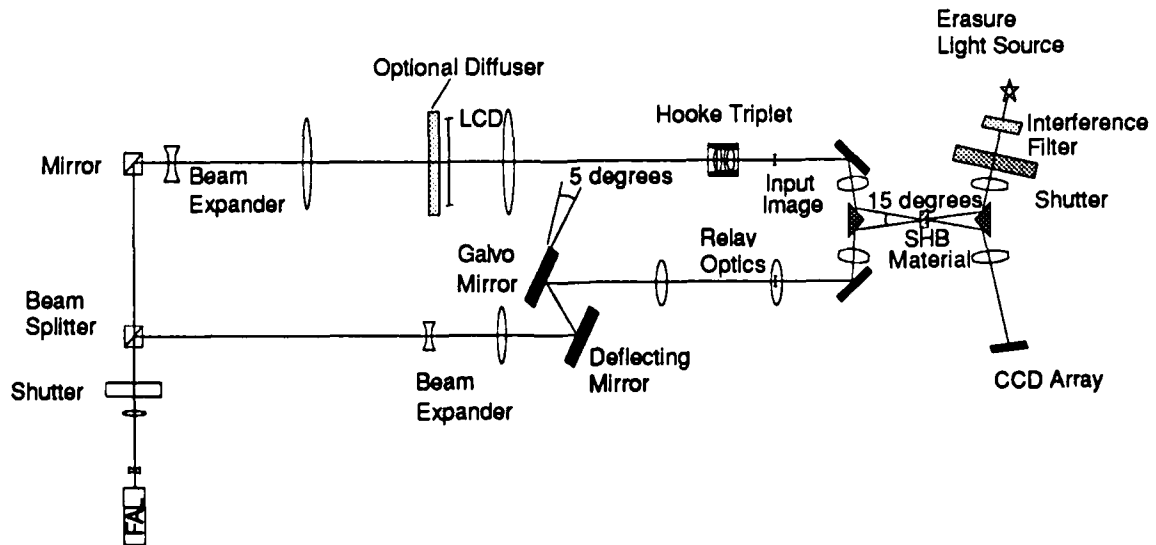 Erasure
Light Source
Optional Diffuser
LCD
Hooke Triplet
Interference
Filter
Mirror
Beam
Expander
5 degrees
Input
Image
15 degrees
Shutter
SHB
Material
Galvo
Mirror
Relay
Optics
Beam
Splitter
Deflecting
Mirror
Shutter
Beam
Expander
CCD Array
FAL